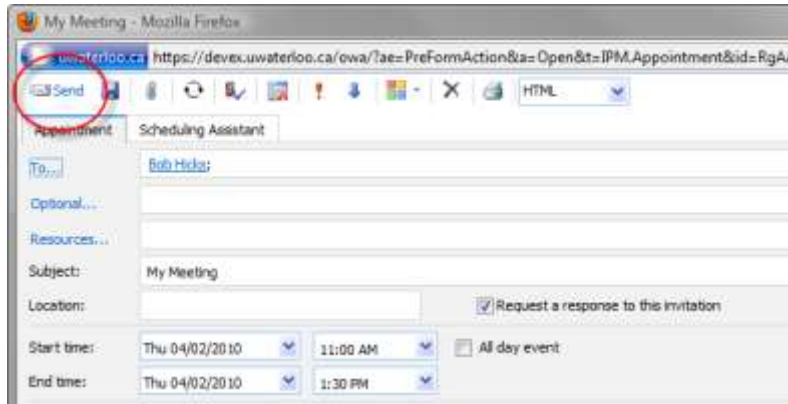 My Meeting - Mozilla Firefox
uwaterloo.ca https://devex.uwaterloo.ca/owa/?ae=PreFormAction&a=Open&t=IPM.Appointment&id=RgA
Send HTML
Appointment Scheduling Assistant
To... Bob Hicks;
Optional...
Resources...
Subject: My Meeting
Location: Request a response to this invitation
Start time: Thu 04/02/2010 11:00 AM All day event
End time: Thu 04/02/2010 1:30 PM